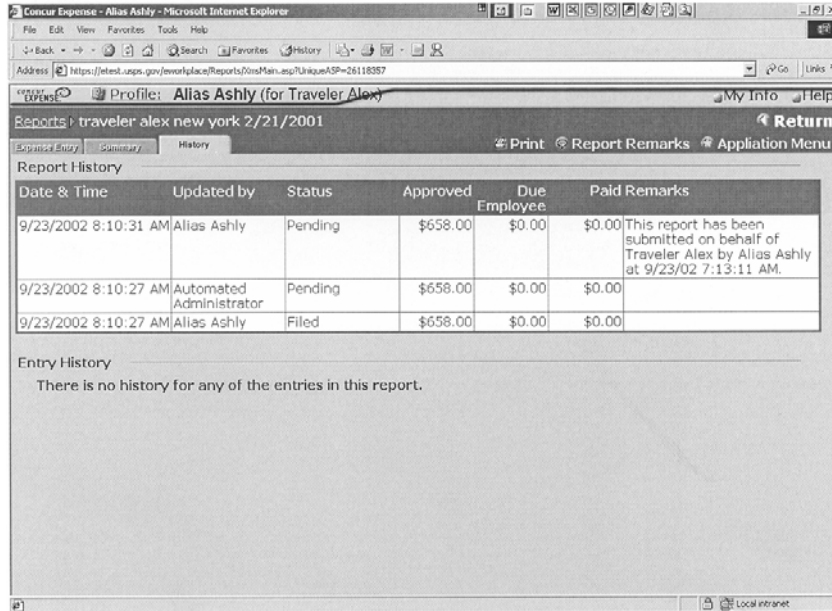 Concur Expense - Alias Ashly - Microsoft Internet Explorer
File Edit View Favorites Tools Help
Back Search Favorites History
Address https://etest.usps.gov/eworkplace/Reports/XmsMain.asp?UniqueASP=26118357 Go Links
CONCUR EXPENSE Profile: Alias Ashly (for Traveler Alex) My Info Help
Reports traveler alex new york 2/21/2001 Return
Expense Entry Summary History Print Report Remarks Appliation Menu
Report History
Date & Time Updated by Status Approved Due Employee Paid Remarks
9/23/2002 8:10:31 AM Alias Ashly Pending $658.00 $0.00 $0.00 This report has been
submitted on behalf of
Traveler Alex by Alias Ashly
at 9/23/02 7:13:11 AM.
9/23/2002 8:10:27 AM Automated Administrator Pending $658.00 $0.00 $0.00
9/23/2002 8:10:27 AM Alias Ashly Filed $658.00 $0.00 $0.00
Entry History
There is no history for any of the entries in this report.
Local intranet